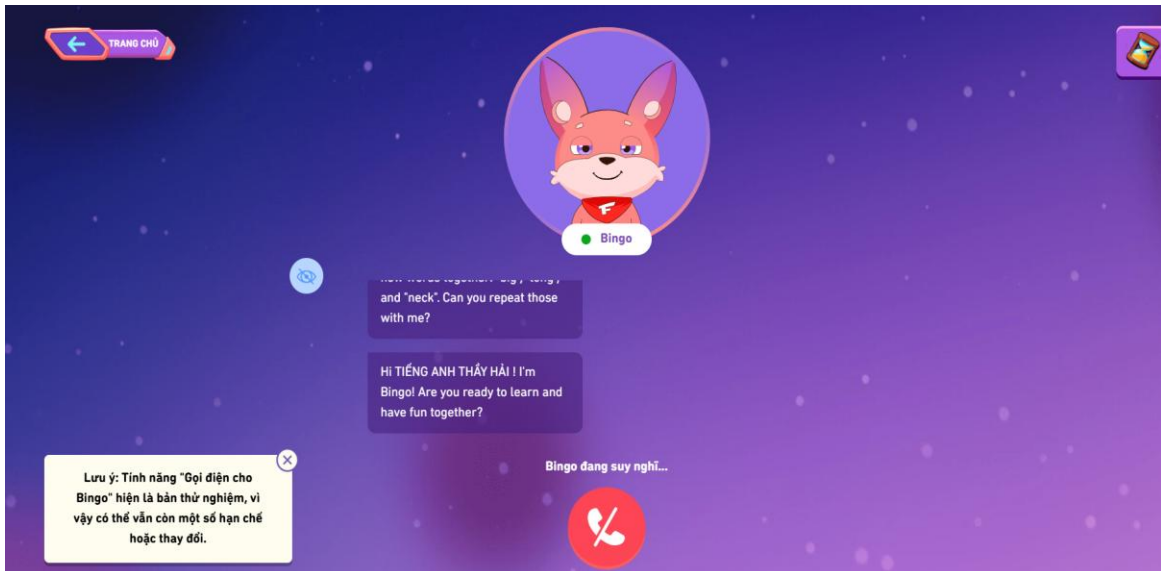 TRANG CHỦ
Bingo
and "neck". Can you repeat those
with me?
Hi TIẾNG ANH THẦY HẢI ! I'm
Bingo! Are you ready to learn and
have fun together?
Bingo đang suy nghĩ...
Lưu ý: Tính năng "Gọi điện cho
Bingo" hiện là bản thử nghiệm, vì
vậy có thể vẫn còn một số hạn chế
hoặc thay đổi.